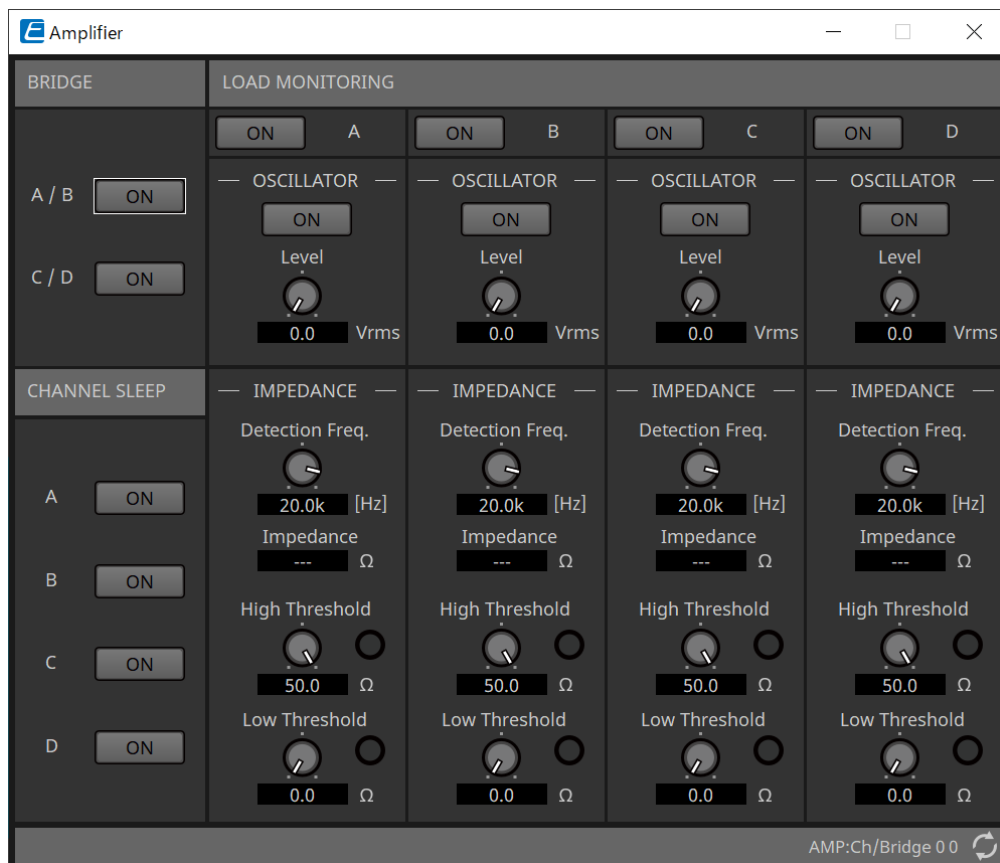 Amplifier
BRIDGE
LOAD MONITORING
ON A ON B ON C ON D
A / B ON
C / D ON
OSCILLATOR OSCILLATOR OSCILLATOR OSCILLATOR
ON ON ON ON
Level Level Level Level
0.0 Vrms 0.0 Vrms 0.0 Vrms 0.0 Vrms
CHANNEL SLEEP
A ON
B ON
C ON
D ON
IMPEDANCE IMPEDANCE IMPEDANCE IMPEDANCE
Detection Freq. Detection Freq. Detection Freq. Detection Freq.
20.0k [Hz] 20.0k [Hz] 20.0k [Hz] 20.0k [Hz]
Impedance Impedance Impedance Impedance
--- Ω --- Ω --- Ω --- Ω
High Threshold High Threshold High Threshold High Threshold
50.0 Ω 50.0 Ω 50.0 Ω 50.0 Ω
Low Threshold Low Threshold Low Threshold Low Threshold
0.0 Ω 0.0 Ω 0.0 Ω 0.0 Ω
AMP:Ch/Bridge 0 0